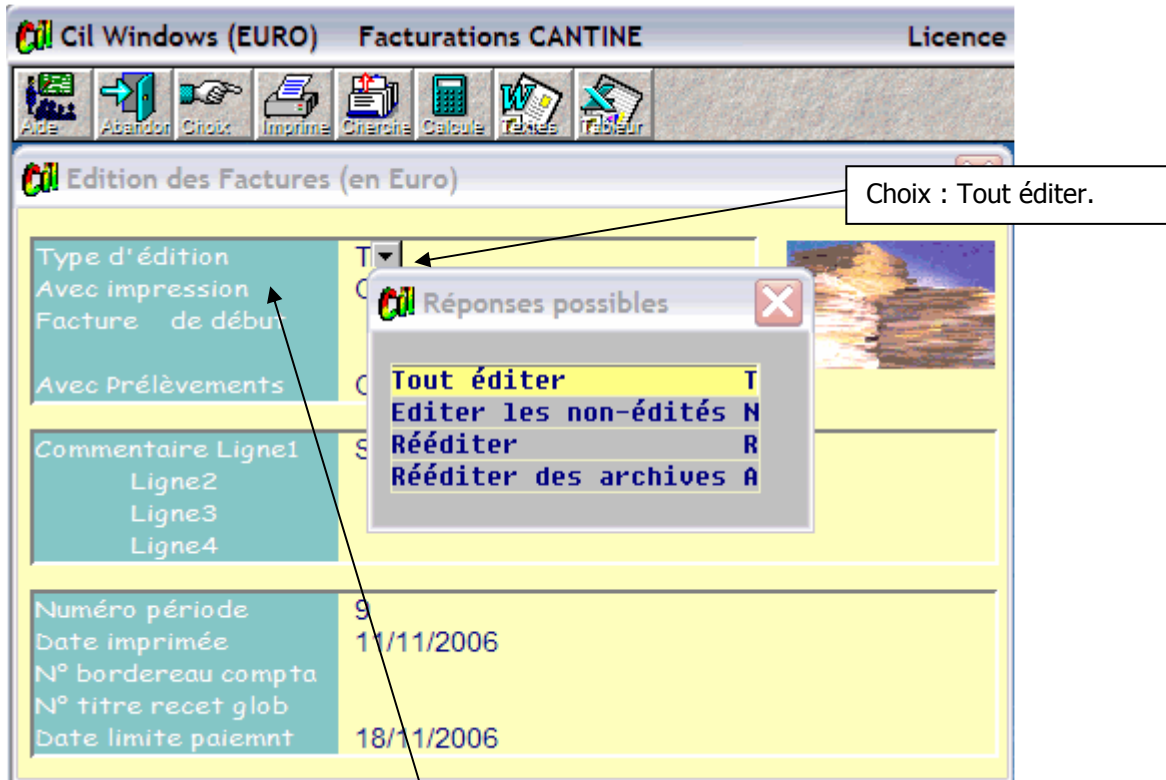 Cil Windows (EURO) Facturations CANTINE Licence
Aide Abandon Choix Imprime Cherche Calcule Textes Tableur
Edition des Factures (en Euro)
Choix : Tout éditer.
Type d'édition T
Avec impression
Facture de début
Avec Prélèvements
Réponses possibles
Tout éditer T
Editer les non-édités N
Rééditer R
Rééditer des archives A
Commentaire Ligne1 S
Ligne2
Ligne3
Ligne4
Numéro période 9
Date imprimée 11/11/2006
N° bordereau compta
N° titre recet glob
Date limite paiemnt 18/11/2006